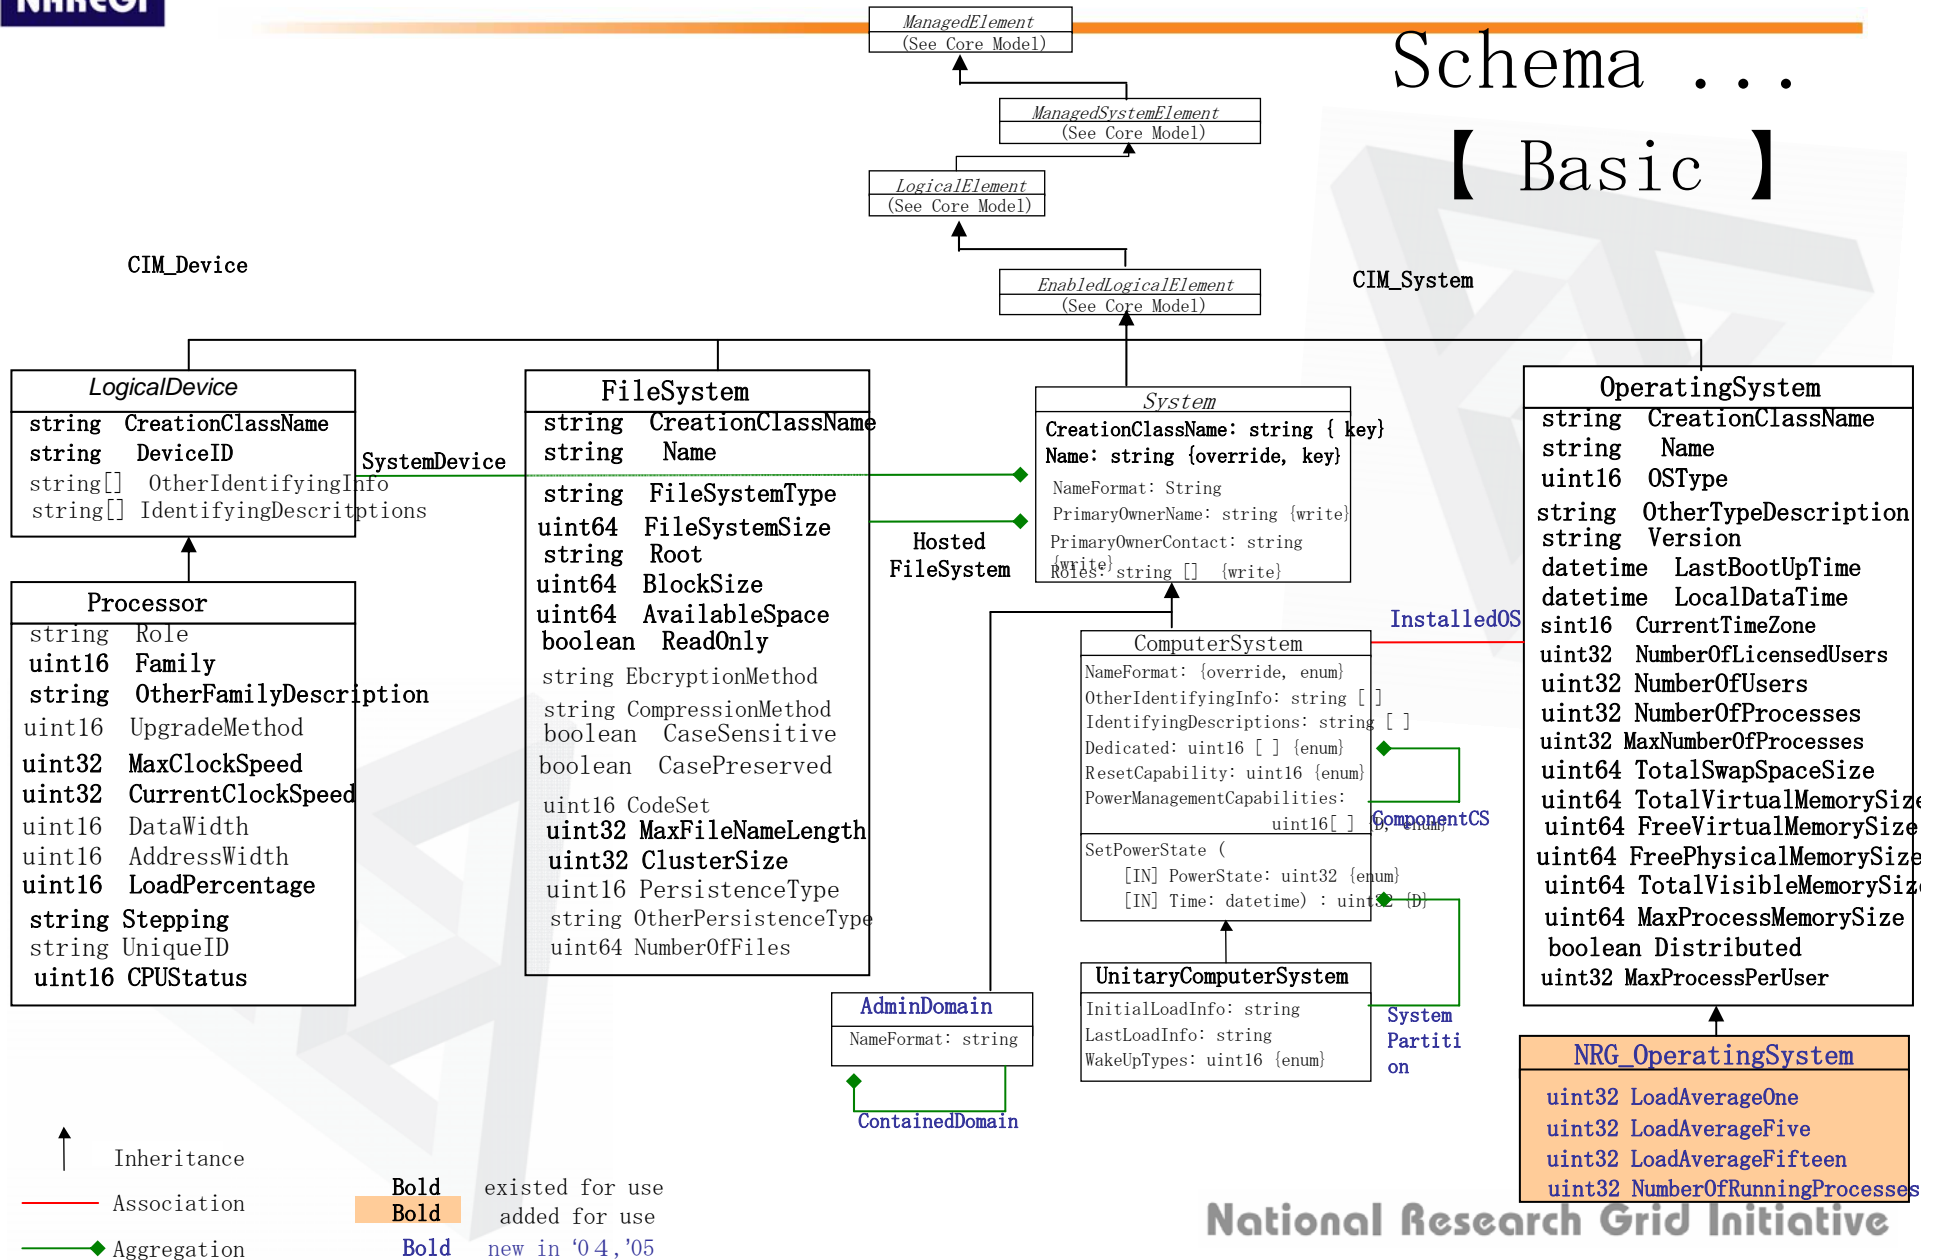 NAREGI
Schema ...
【 Basic 】
ManagedElement
(See Core Model)
ManagedSystemElement
(See Core Model)
LogicalElement
(See Core Model)
EnabledLogicalElement
(See Core Model)
CIM_Device
CIM_System
LogicalDevice
string CreationClassName
string DeviceID
string[] OtherIdentifyingInfo
string[] IdentifyingDescritptions
SystemDevice
Processor
string Role
uint16 Family
string OtherFamilyDescription
uint16 UpgradeMethod
uint32 MaxClockSpeed
uint32 CurrentClockSpeed
uint16 DataWidth
uint16 AddressWidth
uint16 LoadPercentage
string Stepping
string UniqueID
uint16 CPUStatus
FileSystem
string CreationClassName
string Name
string FileSystemType
uint64 FileSystemSize
string Root
uint64 BlockSize
uint64 AvailableSpace
boolean ReadOnly
string EbcryptionMethod
string CompressionMethod
boolean CaseSensitive
boolean CasePreserved
uint16 CodeSet
uint32 MaxFileNameLength
uint32 ClusterSize
uint16 PersistenceType
string OtherPersistenceType
uint64 NumberOfFiles
Hosted
FileSystem
System
CreationClassName: string { key}
Name: string {override, key}
NameFormat: String
PrimaryOwnerName: string {write}
PrimaryOwnerContact: string
{write}
Roles: string [] {write}
ComputerSystem
NameFormat: {override, enum}
OtherIdentifyingInfo: string [ ]
IdentifyingDescriptions: string [ ]
Dedicated: uint16 [ ] {enum}
ResetCapability: uint16 {enum}
PowerManagementCapabilities:
uint16[ ] {D, enum}
SetPowerState (
[IN] PowerState: uint32 {enum}
[IN] Time: datetime) : uint32 {D}
ComponentCS
InstalledOS
UnitaryComputerSystem
InitialLoadInfo: string
LastLoadInfo: string
WakeUpTypes: uint16 {enum}
System
Partiti
on
AdminDomain
NameFormat: string
ContainedDomain
OperatingSystem
string CreationClassName
string Name
uint16 OSType
string OtherTypeDescription
string Version
datetime LastBootUpTime
datetime LocalDataTime
sint16 CurrentTimeZone
uint32 NumberOfLicensedUsers
uint32 NumberOfUsers
uint32 NumberOfProcesses
uint32 MaxNumberOfProcesses
uint64 TotalSwapSpaceSize
uint64 TotalVirtualMemorySize
uint64 FreeVirtualMemorySize
uint64 FreePhysicalMemorySize
uint64 TotalVisibleMemorySize
uint64 MaxProcessMemorySize
boolean Distributed
uint32 MaxProcessPerUser
NRG_OperatingSystem
uint32 LoadAverageOne
uint32 LoadAverageFive
uint32 LoadAverageFifteen
uint32 NumberOfRunningProcesses
Inheritance
Association
Aggregation
Bold existed for use
Bold added for use
Bold new in ‘０４,’05
National Research Grid Initiative